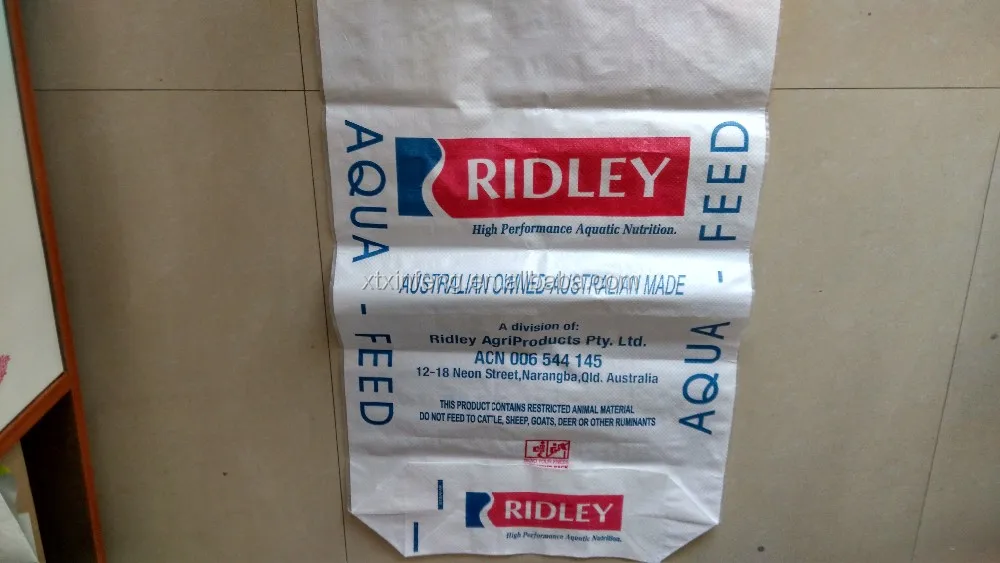 AQUA - FEED
RIDLEY
High Performance Aquatic Nutrition.
AQUA - FEED
AUSTRALIAN OWNED AUSTRALIAN MADE
A division of:
Ridley AgriProducts Pty. Ltd.
ACN 006 544 145
12-18 Neon Street,Narangba,Qld. Australia
THIS PRODUCT CONTAINS RESTRICTED ANIMAL MATERIAL
DO NOT FEED TO CATTLE, SHEEP, GOATS, DEER OR OTHER RUMINANTS
RIDLEY
High Performance Aquatic Nutrition.